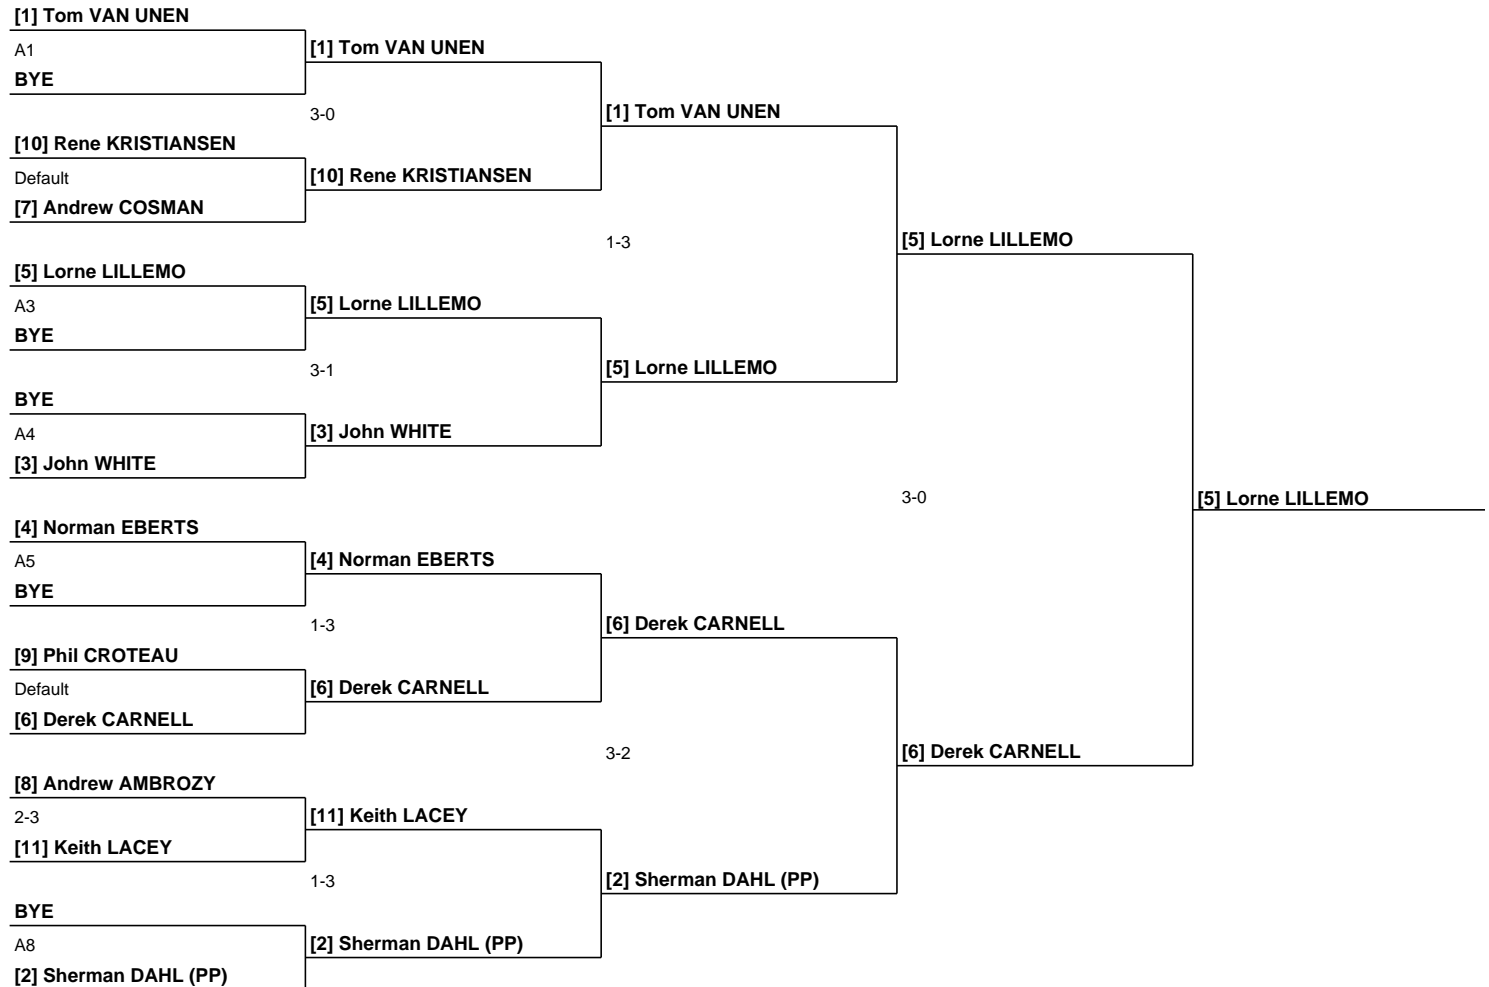 [1] Tom VAN UNEN
A1
BYE
[1] Tom VAN UNEN
3-0
[10] Rene KRISTIANSEN
Default
[7] Andrew COSMAN
[10] Rene KRISTIANSEN
[1] Tom VAN UNEN
1-3
[5] Lorne LILLEMO
A3
BYE
[5] Lorne LILLEMO
3-1
BYE
A4
[3] John WHITE
[3] John WHITE
[5] Lorne LILLEMO
[5] Lorne LILLEMO
3-0
[5] Lorne LILLEMO
[4] Norman EBERTS
A5
BYE
[4] Norman EBERTS
1-3
[9] Phil CROTEAU
Default
[6] Derek CARNELL
[6] Derek CARNELL
[6] Derek CARNELL
3-2
[6] Derek CARNELL
[8] Andrew AMBROZY
2-3
[11] Keith LACEY
[11] Keith LACEY
1-3
BYE
A8
[2] Sherman DAHL (PP)
[2] Sherman DAHL (PP)
[2] Sherman DAHL (PP)